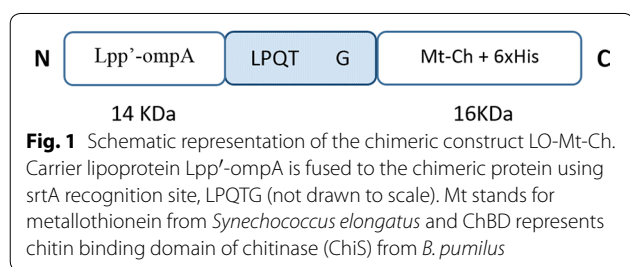 N Lpp’-ompA LPQT G Mt-Ch + 6xHis C
14 KDa 16KDa
Fig. 1 Schematic representation of the chimeric construct LO-Mt-Ch.
Carrier lipoprotein Lpp′-ompA is fused to the chimeric protein using
srtA recognition site, LPQTG (not drawn to scale). Mt stands for
metallothionein from Synechococcus elongatus and ChBD represents
chitin binding domain of chitinase (ChiS) from B. pumilus